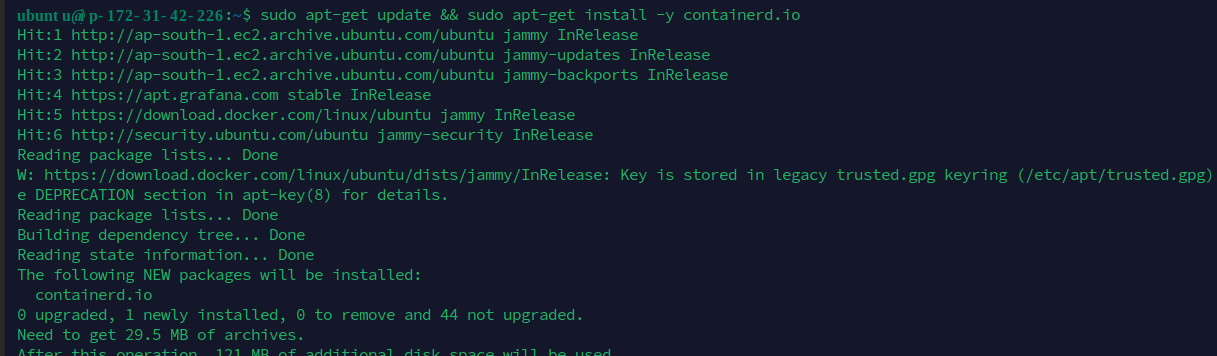 ubuntu@ip-172-31-42-226:~$ sudo apt-get update && sudo apt-get install -y containerd.io
Hit:1 http://ap-south-1.ec2.archive.ubuntu.com/ubuntu jammy InRelease
Hit:2 http://ap-south-1.ec2.archive.ubuntu.com/ubuntu jammy-updates InRelease
Hit:3 http://ap-south-1.ec2.archive.ubuntu.com/ubuntu jammy-backports InRelease
Hit:4 https://apt.grafana.com stable InRelease
Hit:5 https://download.docker.com/linux/ubuntu jammy InRelease
Hit:6 http://security.ubuntu.com/ubuntu jammy-security InRelease
Reading package lists... Done
W: https://download.docker.com/linux/ubuntu/dists/jammy/InRelease: Key is stored in legacy trusted.gpg keyring (/etc/apt/trusted.gpg)
e DEPRECATION section in apt-key(8) for details.
Reading package lists... Done
Building dependency tree... Done
Reading state information... Done
The following NEW packages will be installed:
containerd.io
0 upgraded, 1 newly installed, 0 to remove and 44 not upgraded.
Need to get 29.5 MB of archives.
After this operation, 121 MB of additional disk space will be used.